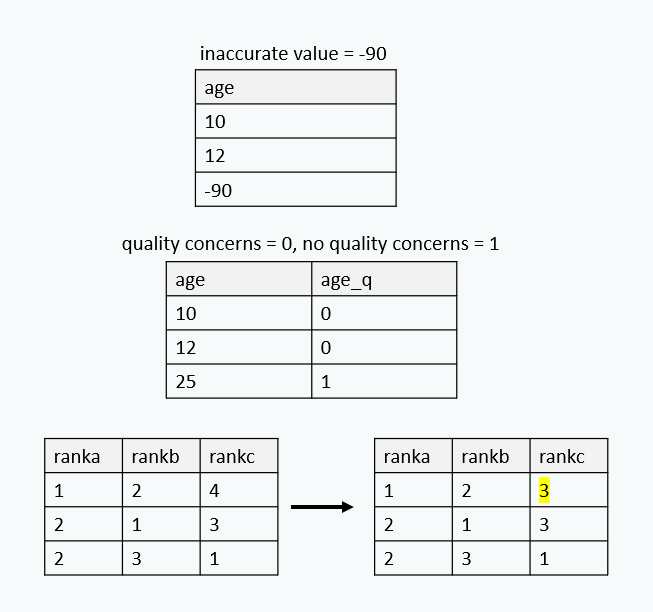 inaccurate value = -90
age
10
12
-90
quality concerns = 0, no quality concerns = 1
age age_q
10 0
12 0
25 1
ranka rankb rankc
1 2 4
2 1 3
2 3 1
ranka rankb rankc
1 2 3
2 1 3
2 3 1